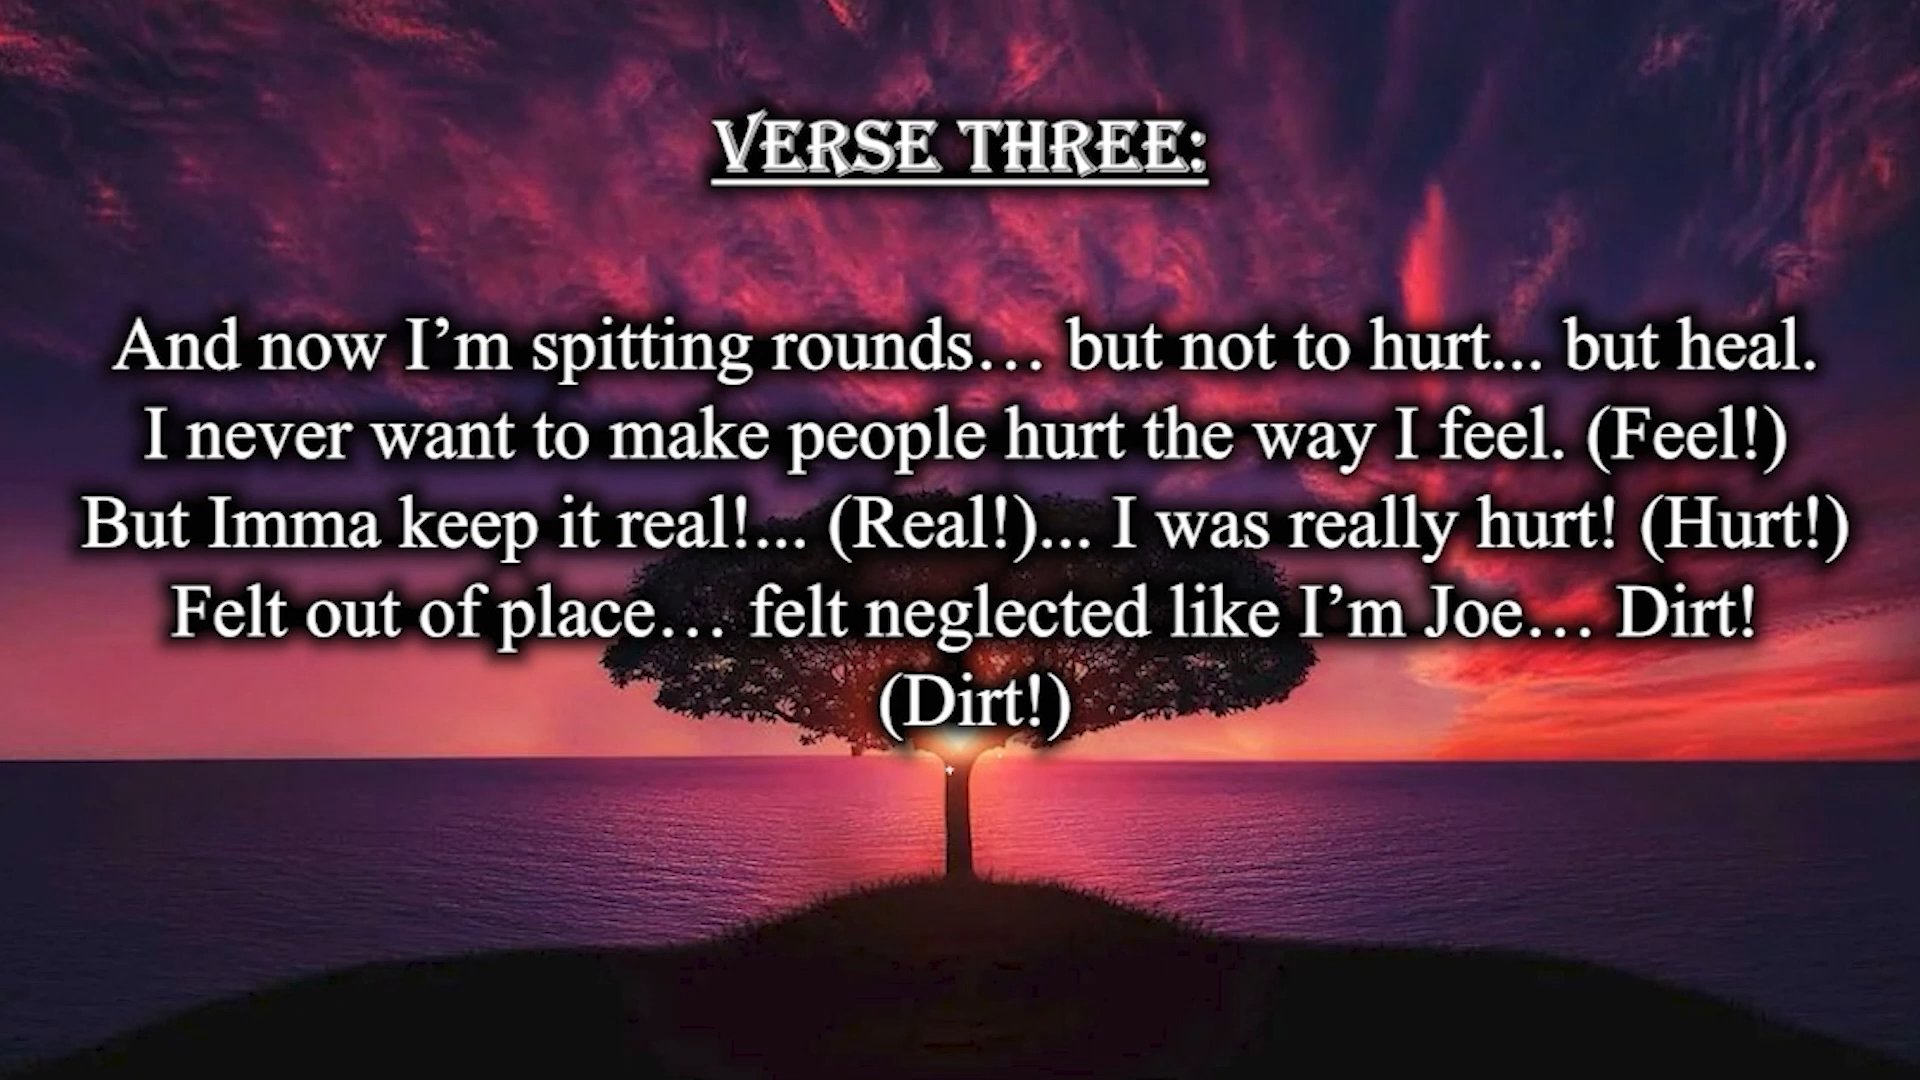 VERSE THREE:
And now I’m spitting rounds… but not to hurt... but heal.
I never want to make people hurt the way I feel. (Feel!)
But Imma keep it real!... (Real!)... I was really hurt! (Hurt!)
Felt out of place… felt neglected like I’m Joe… Dirt!
(Dirt!)